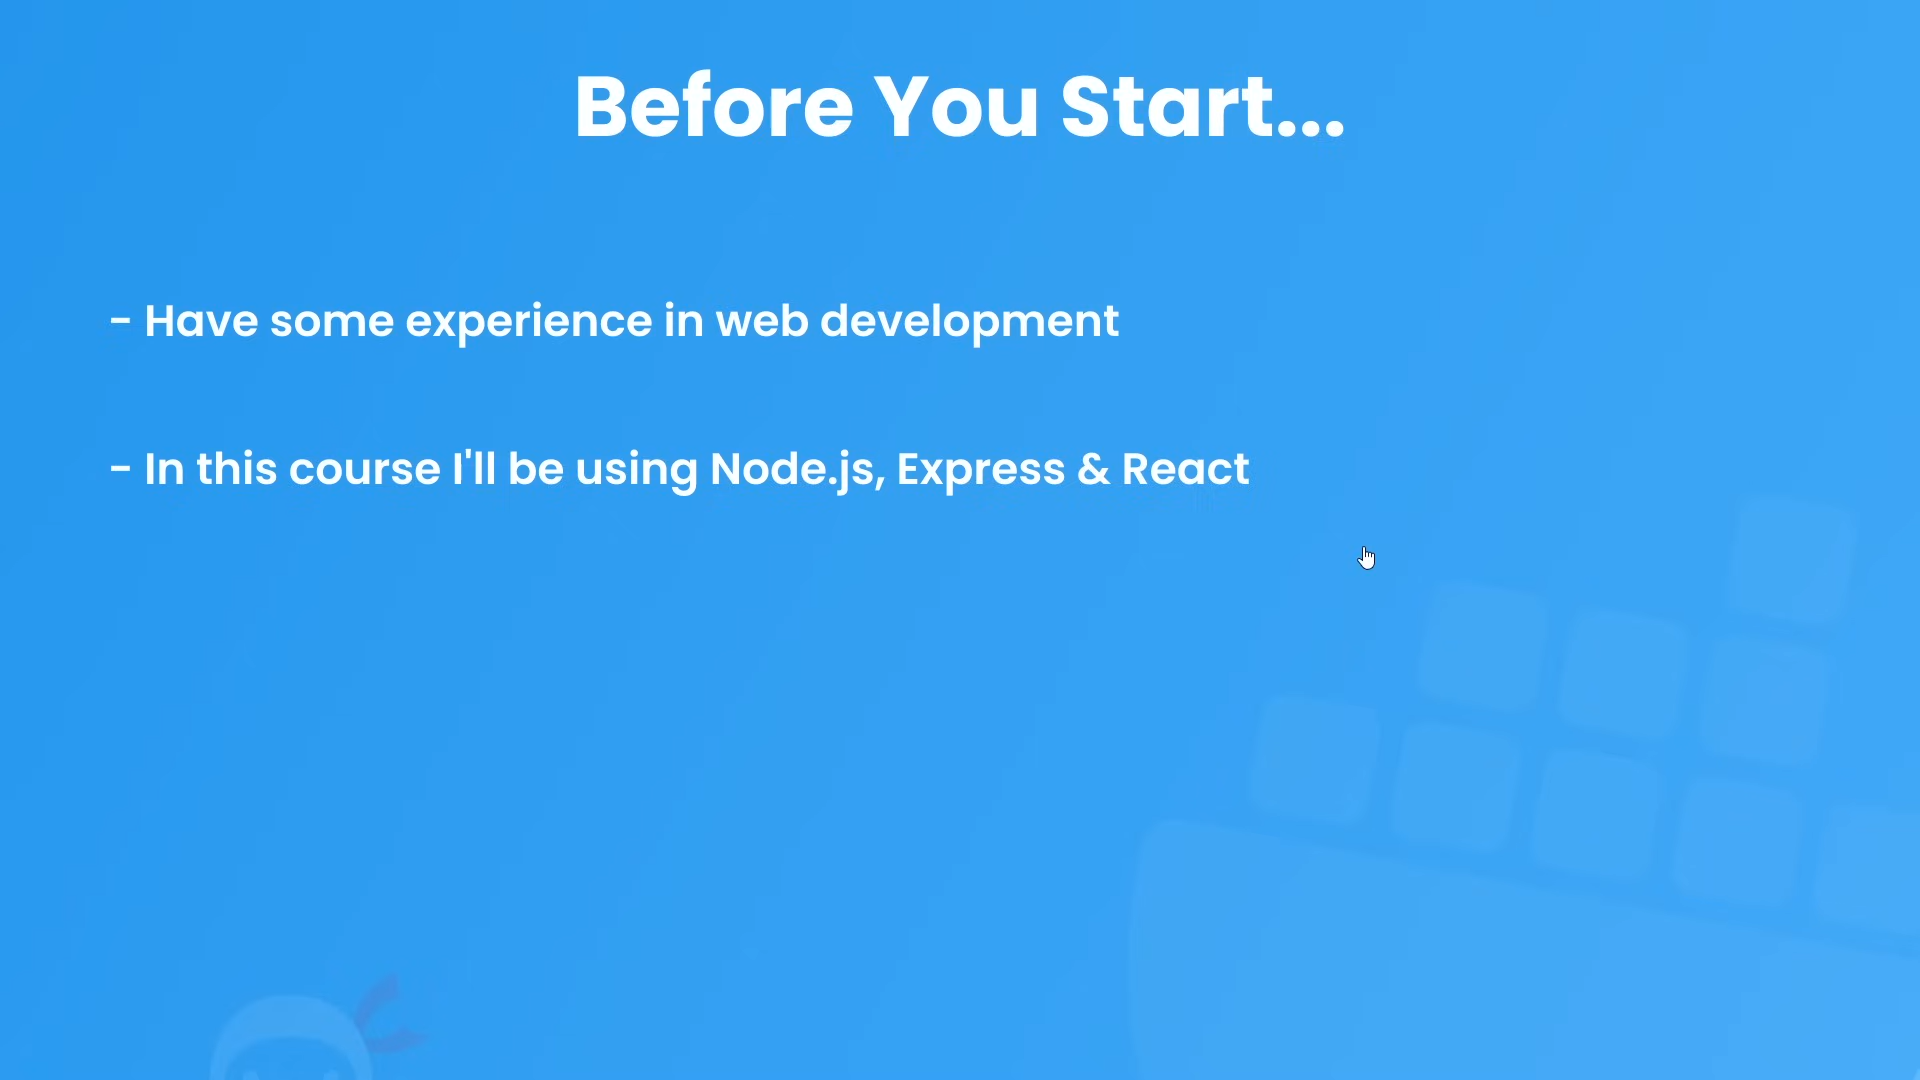 Before You Start...
- Have some experience in web development
- In this course I'll be using Node.js, Express & React